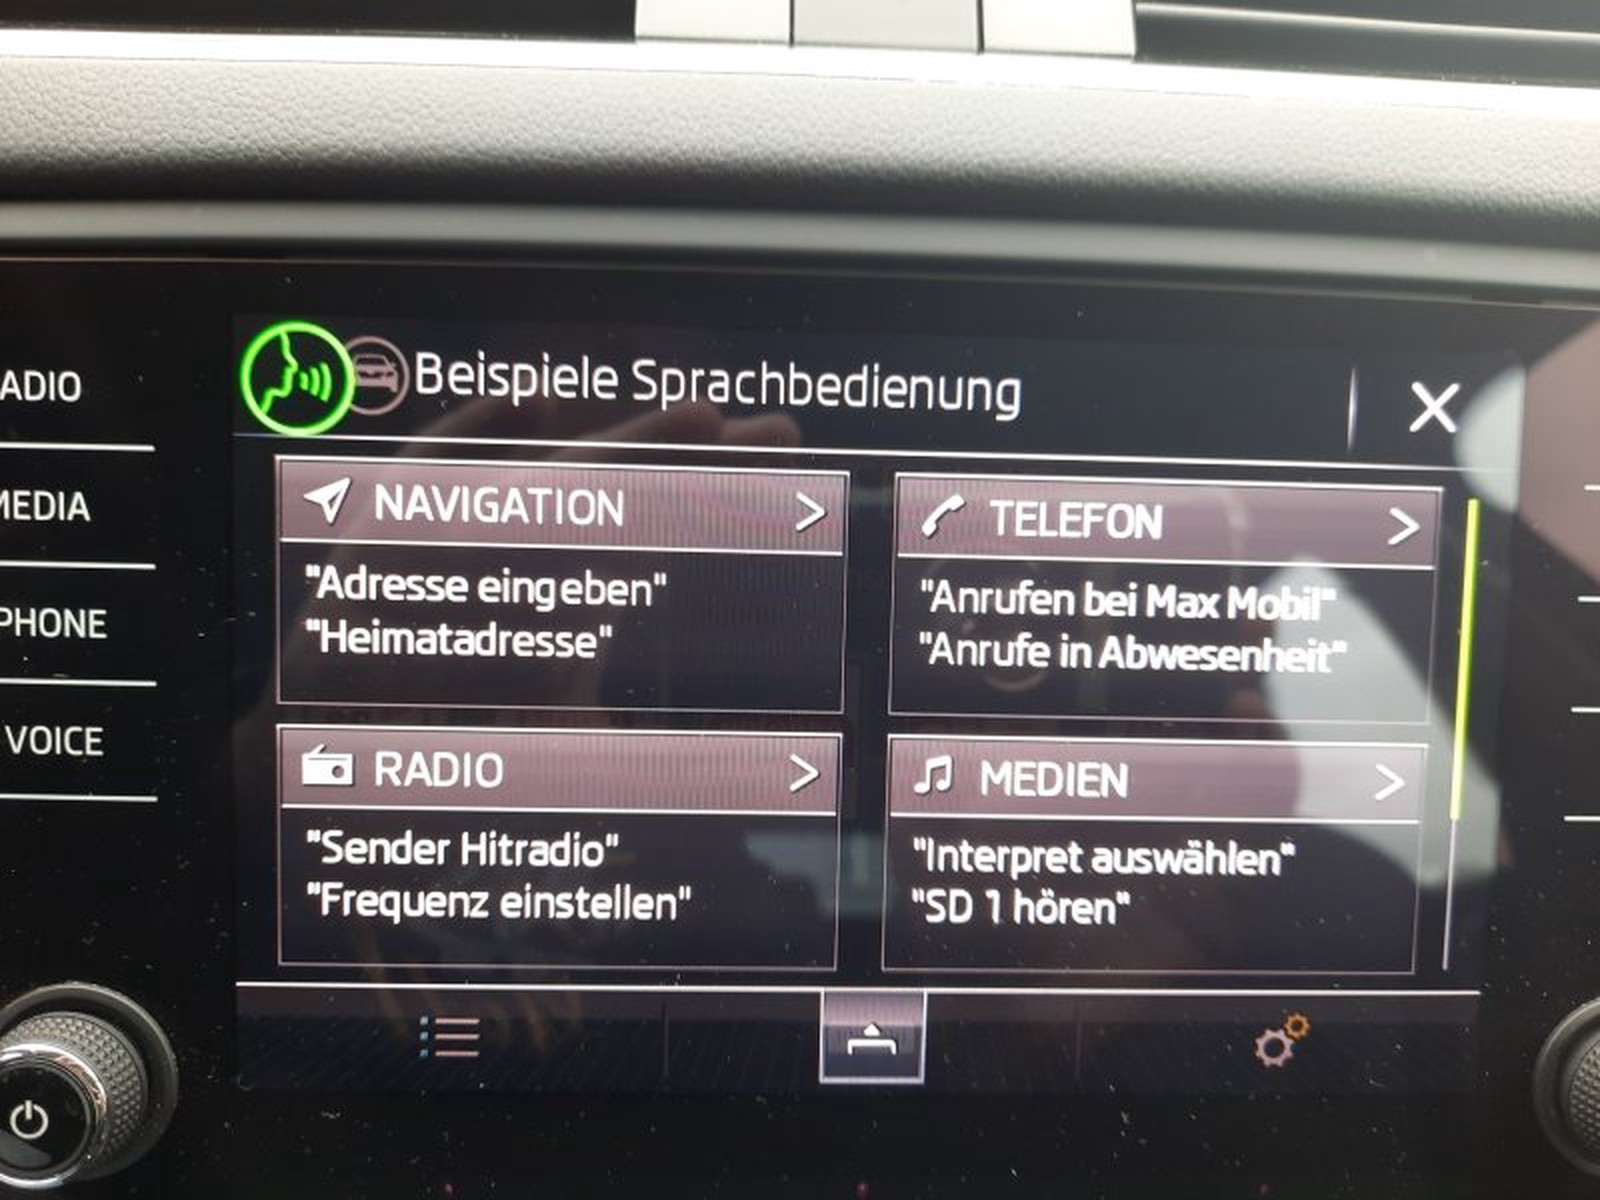 ADIO
MEDIA
PHONE
VOICE
Beispiele Sprachbedienung
NAVIGATION
"Adresse eingeben"
"Heimatadresse"
TELEFON
"Anrufen bei Max Mobil"
"Anrufe in Abwesenheit"
RADIO
"Sender Hitradio"
"Frequenz einstellen"
MEDIEN
"Interpret auswählen"
"SD 1 hören"